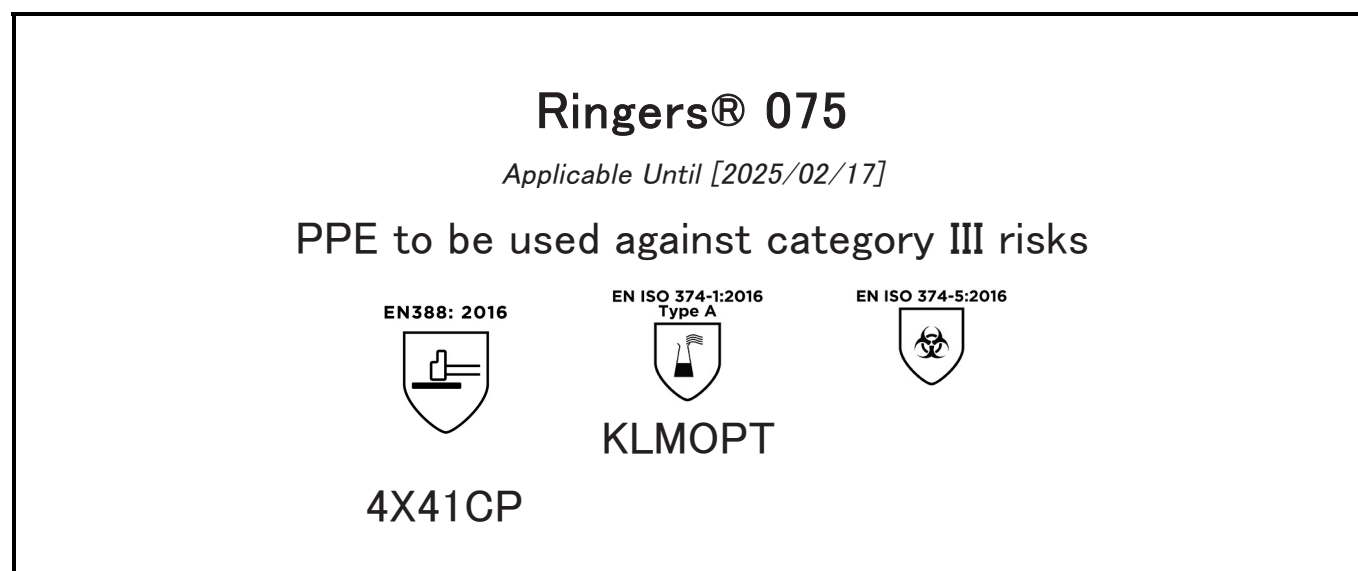 Ringers® 075
Applicable Until [2025/02/17]
PPE to be used against category III risks
EN388: 2016
EN ISO 374-1:2016
Type A
EN ISO 374-5:2016
KLMOPT
4X41CP